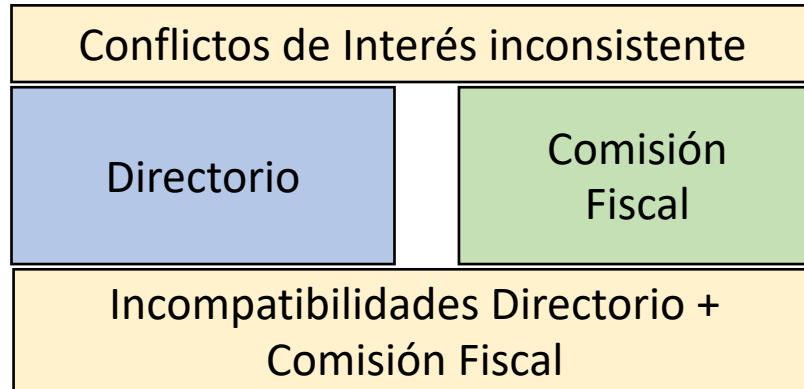 Conflictos de Interés inconsistente
Directorio
Comisión
Fiscal
Incompatibilidades Directorio +
Comisión Fiscal